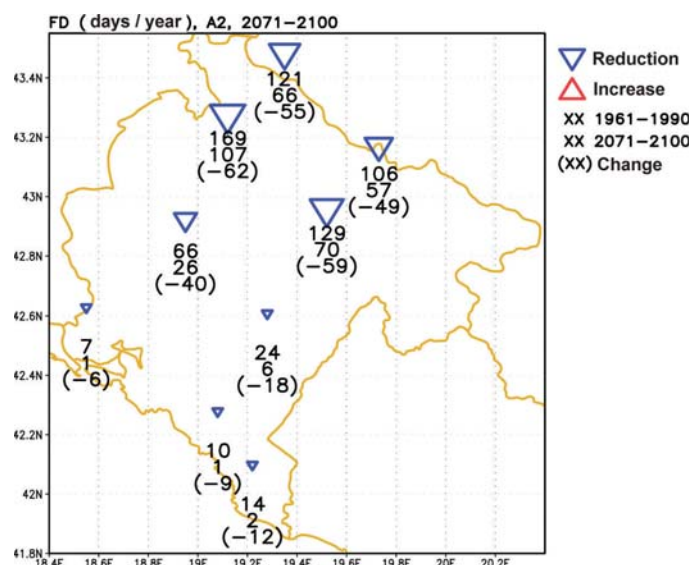 FD ( days / year ), A2, 2071−2100
43.4N
43.2N
43N
42.8N
42.6N
42.4N
42.2N
42N
41.8N
18.4E
18.6E
18.8E
19E
19.2E
19.4E
19.6E
19.8E
20E
20.2E
121
66
(−55)
169
107
(−62)
106
57
(−49)
129
70
(−59)
66
26
(−40)
7
1
(−6)
24
6
(−18)
10
1
(−9)
14
2
(−12)
Reduction
Increase
XX 1961−1990
XX 2071−2100
(XX) Change